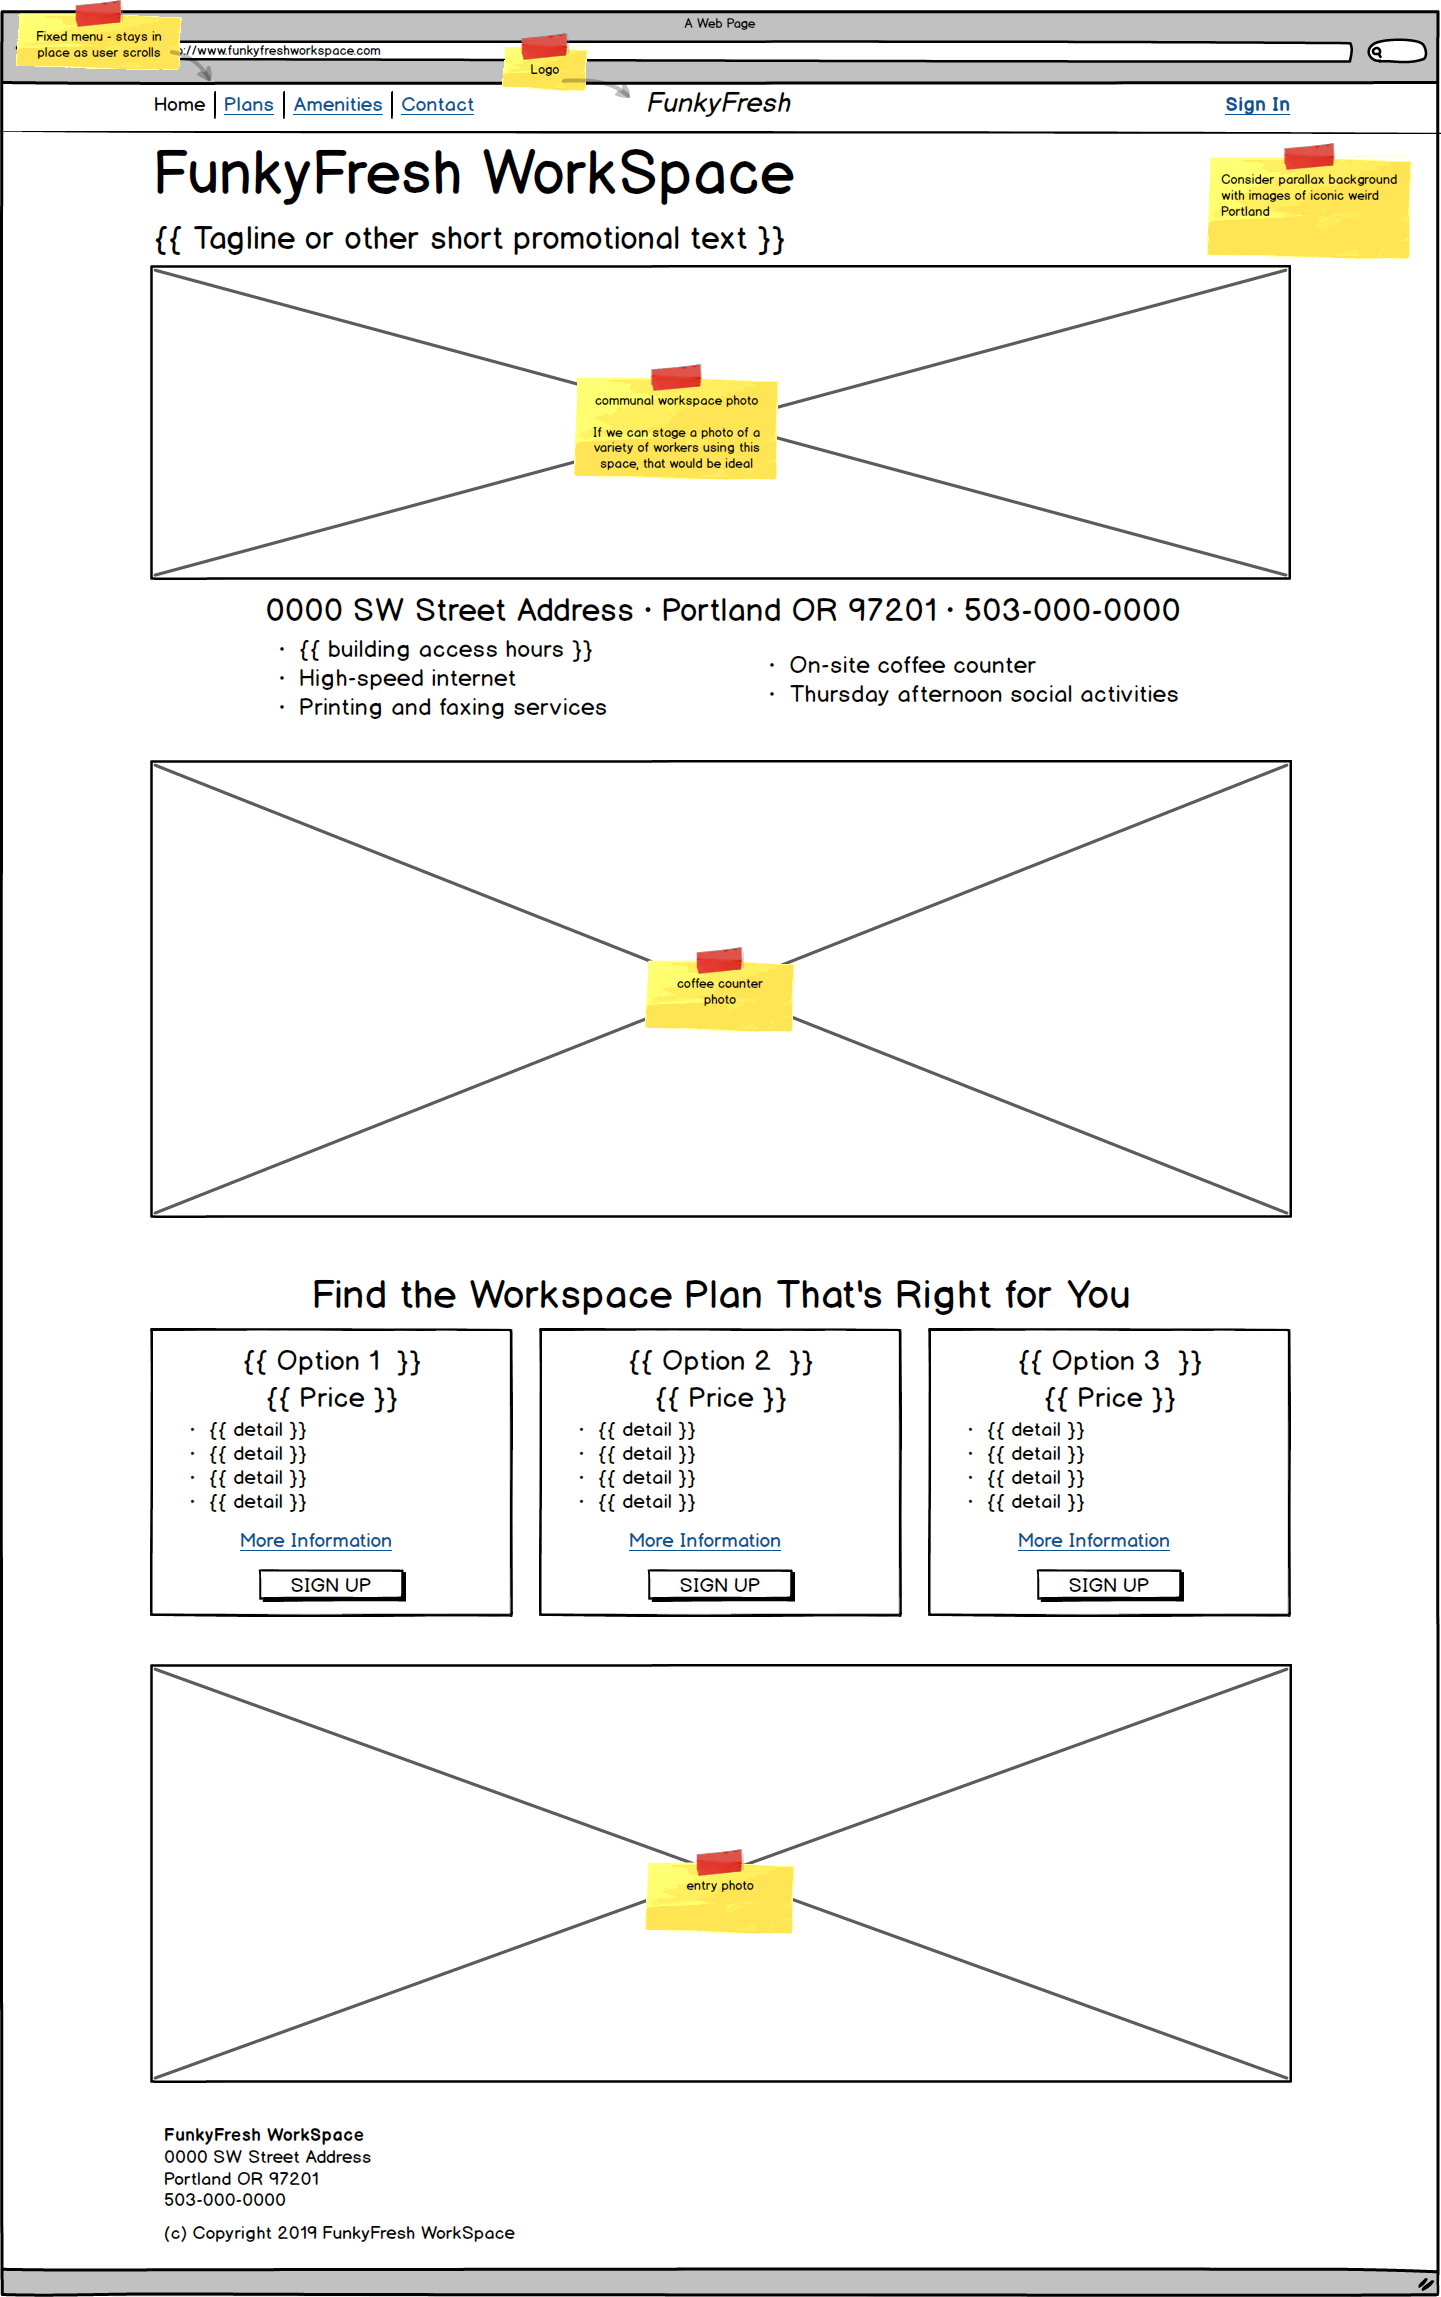 A Web Page
Fixed menu - stays in
place as user scrolls
://www.funkyfreshworkspace.com
Logo
Home
Plans
Amenities
Contact
FunkyFresh
Sign In
FunkyFresh WorkSpace
Consider parallax background
with images of iconic weird
Portland
{{ Tagline or other short promotional text }}
communal workspace photo
If we can stage a photo of a
variety of workers using this
space, that would be ideal
0000 SW Street Address · Portland OR 97201 · 503-000-0000
· {{ building access hours }}
· High-speed internet
· Printing and faxing services
· On-site coffee counter
· Thursday afternoon social activities
coffee counter
photo
Find the Workspace Plan That's Right for You
{{ Option 1 }}
{{ Price }}
· {{ detail }}
· {{ detail }}
· {{ detail }}
· {{ detail }}
More Information
SIGN UP
{{ Option 2 }}
{{ Price }}
· {{ detail }}
· {{ detail }}
· {{ detail }}
· {{ detail }}
More Information
SIGN UP
{{ Option 3 }}
{{ Price }}
· {{ detail }}
· {{ detail }}
· {{ detail }}
· {{ detail }}
More Information
SIGN UP
entry photo
FunkyFresh WorkSpace
0000 SW Street Address
Portland OR 97201
503-000-0000
(c) Copyright 2019 FunkyFresh WorkSpace